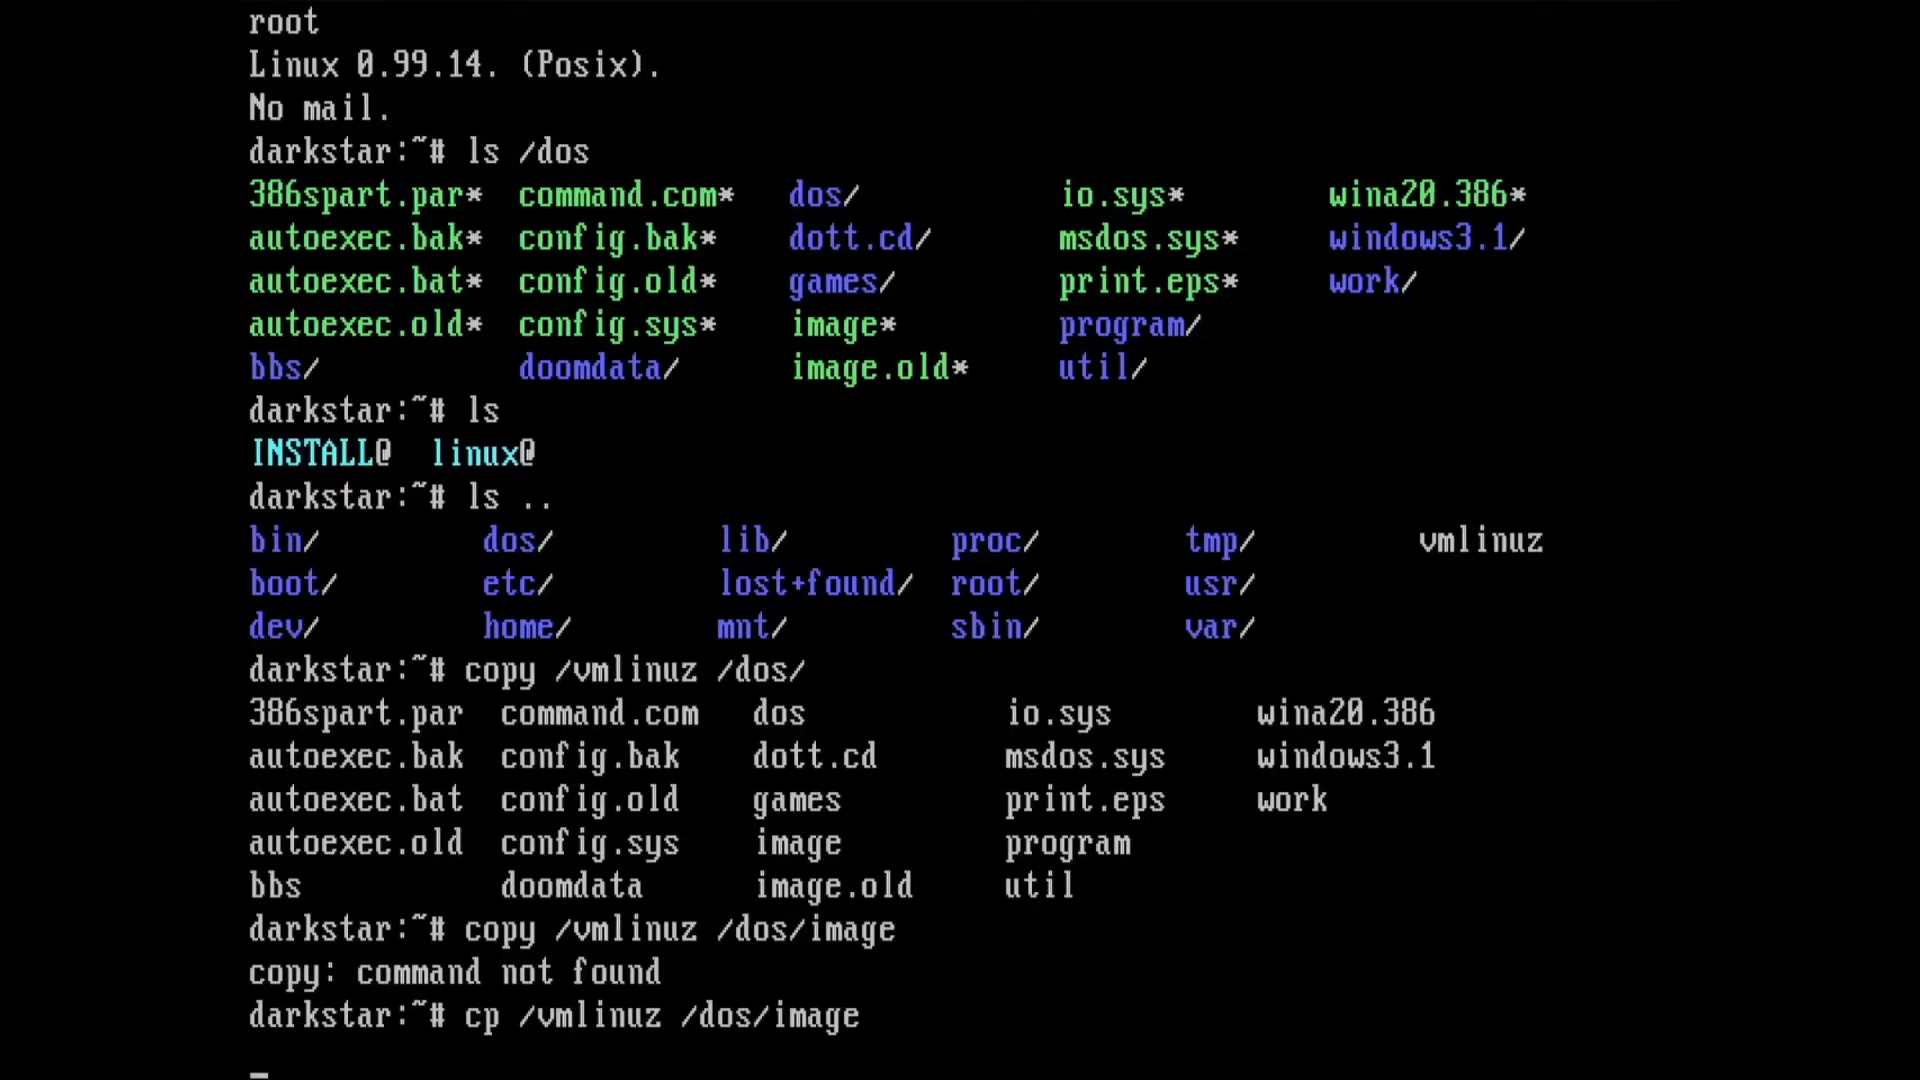 root
Linux 0.99.14. (Posix).
No mail.
darkstar:~# ls /dos
386spart.par*  command.com*   dos/           io.sys*        wina20.386*
autoexec.bak*  config.bak*    dott.cd/       msdos.sys*     windows3.1/
autoexec.bat*  config.old*    games/         print.eps*     work/
autoexec.old*  config.sys*    image*         program/
bbs/           doomdata/      image.old*     util/
darkstar:~# ls
INSTALL@  linux@
darkstar:~# ls ..
bin/         dos/         lib/         proc/        tmp/         vmlinuz
boot/        etc/         lost+found/  root/        usr/
dev/         home/        mnt/         sbin/        var/
darkstar:~# copy /vmlinuz /dos/
386spart.par  command.com   dos           io.sys        wina20.386
autoexec.bak  config.bak    dott.cd       msdos.sys     windows3.1
autoexec.bat  config.old    games         print.eps     work
autoexec.old  config.sys    image         program
bbs           doomdata      image.old     util
darkstar:~# copy /vmlinuz /dos/image
copy: command not found
darkstar:~# cp /vmlinuz /dos/image